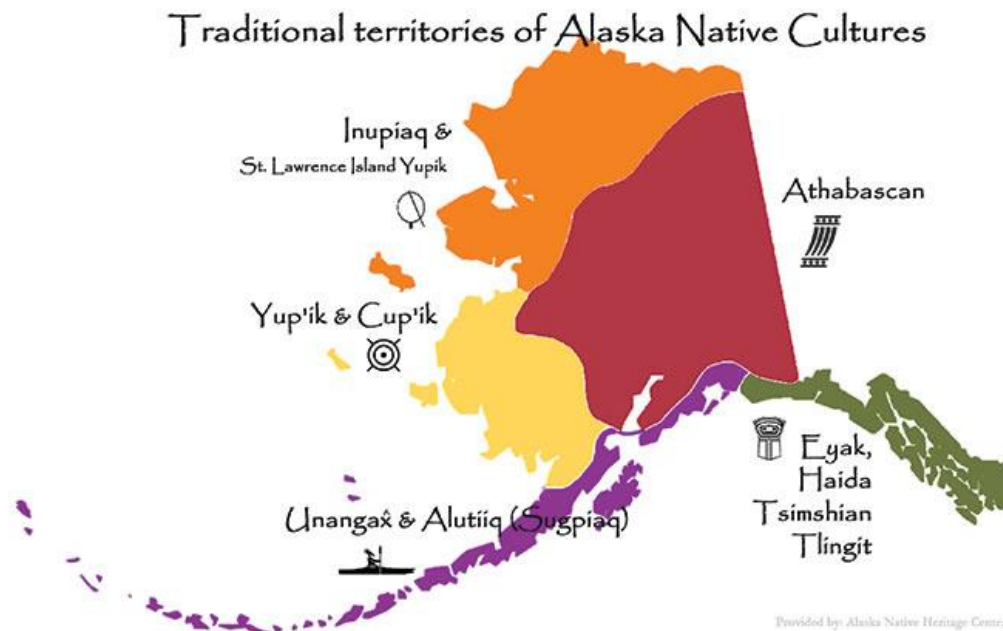 Traditional territories of Alaska Native Cultures
Inupiaq &
St. Lawrence Island Yupik
Athabascan
Yup'ik & Cup'ik
Eyak,
Haida
Tsimshian
Tlingit
Unangax̂ & Alutiiq (Sugpiaq)
Provided by: Alaska Native Heritage Center